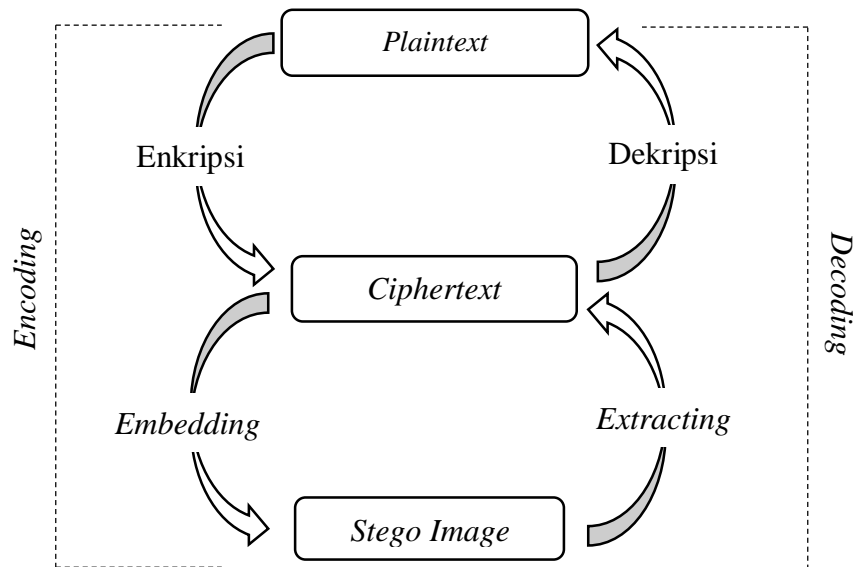 Plaintext
Enkripsi
Dekripsi
Encoding
Decoding
Ciphertext
Embedding
Extracting
Stego Image